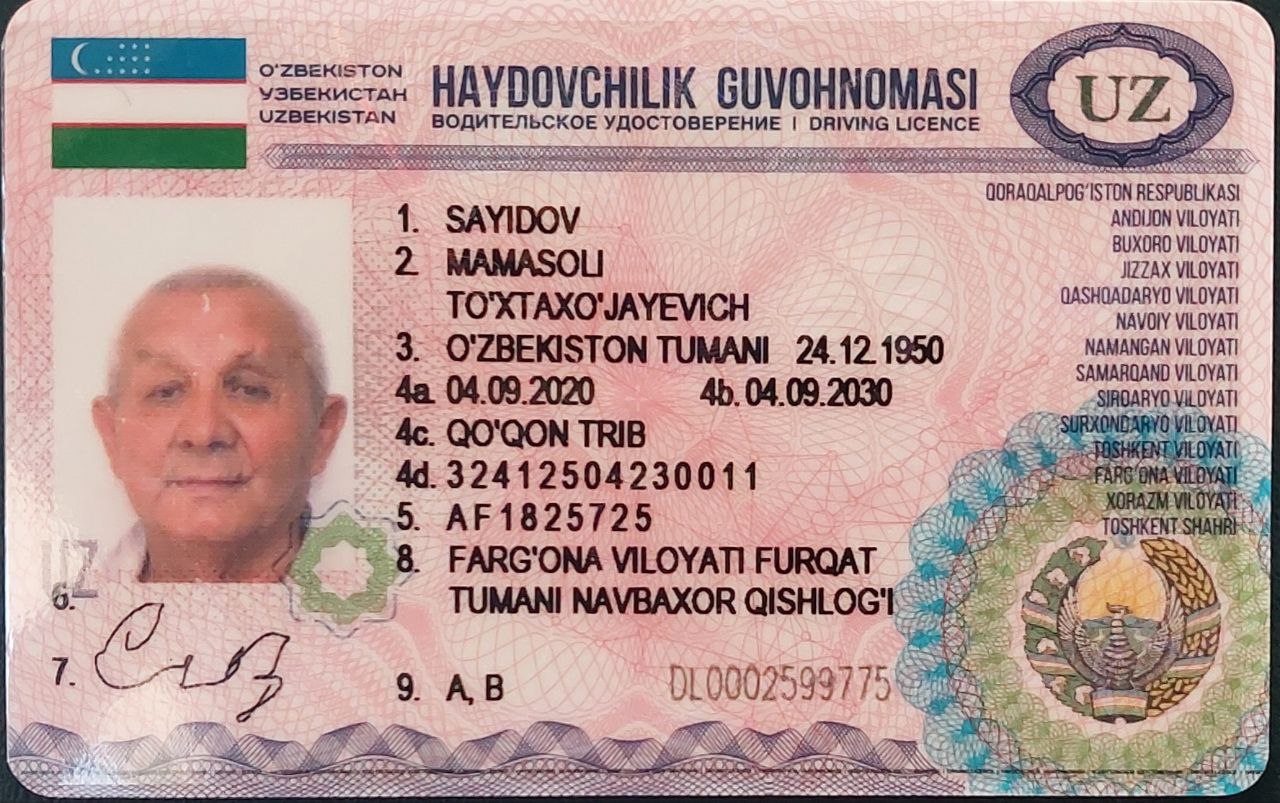 O'ZBEKISTON
ЎЗБЕКИСТАН
UZBEKISTAN
HAYDOVCHILIK GUVOHNOMASI
ВОДИТЕЛЬСКОЕ УДОСТОВЕРЕНИЕ | DRIVING LICENCE
UZ
1. SAYIDOV
2. MAMASOLI
TO'XTAXO'JAYEVICH
3. O'ZBEKISTON TUMANI 24.12.1950
4a. 04.09.2020 4b. 04.09.2030
4c. QO'QON TRIB
4d. 32412504230011
5. AF1825725
8. FARG'ONA VILOYATI FURQAT
TUMANI NAVBAXOR QISHLOG'I
9. A, B
DL0002599775
UZ
6.
7.
QORAQALPOG'ISTON RESPUBLIKASI
ANDIJON VILOYATI
BUXORO VILOYATI
JIZZAX VILOYATI
QASHQADARYO VILOYATI
NAVOIY VILOYATI
NAMANGAN VILOYATI
SAMARQAND VILOYATI
SIRDARYO VILOYATI
SURXONDARYO VILOYATI
TOSHKENT VILOYATI
FARG'ONA VILOYATI
XORAZM VILOYATI
TOSHKENT SHAHRI